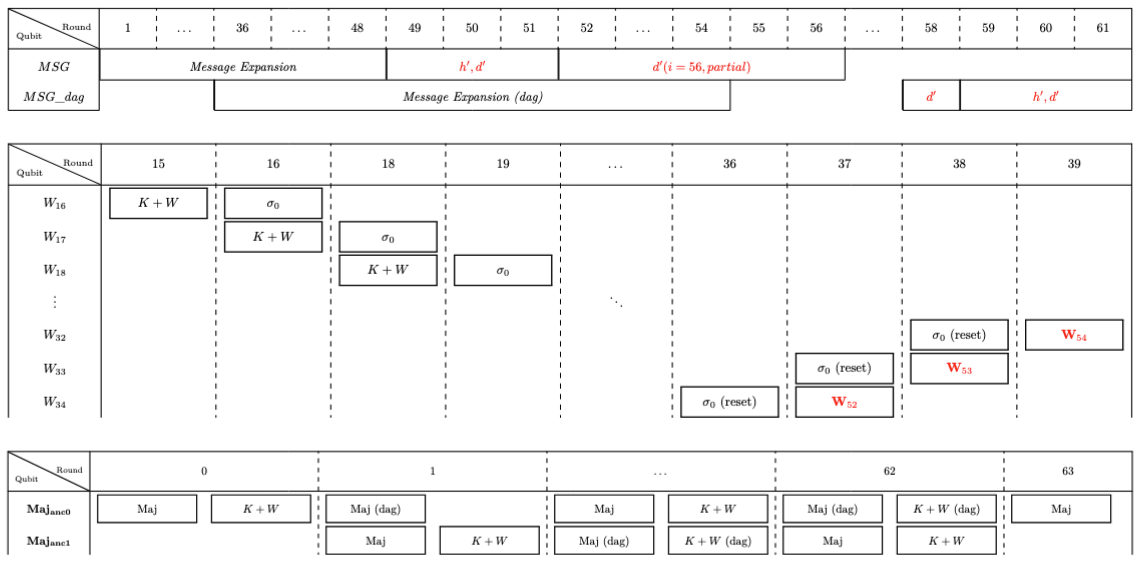 Qubit Round 1 ... 36 ... 48 49 50 51 52 ... 54 55 56 ... 58 59 60 61
MSG Message Expansion h′, d′ d′(i = 56, partial)
MSG_dag Message Expansion (dag) d′ h′, d′
Qubit Round 15 16 18 19 ... 36 37 38 39
W₁₆ K + W σ₀
W₁₇ K + W σ₀
W₁₈ K + W σ₀
⋮ ⋱
W₃₂ σ₀ (reset) W₅₄
W₃₃ σ₀ (reset) W₅₃
W₃₄ σ₀ (reset) W₅₂
Qubit Round 0 1 ... 62 63
Maj_anc0 Maj K + W Maj (dag) Maj K + W Maj (dag) K + W (dag) Maj
Maj_anc1 Maj K + W Maj (dag) K + W (dag) Maj K + W